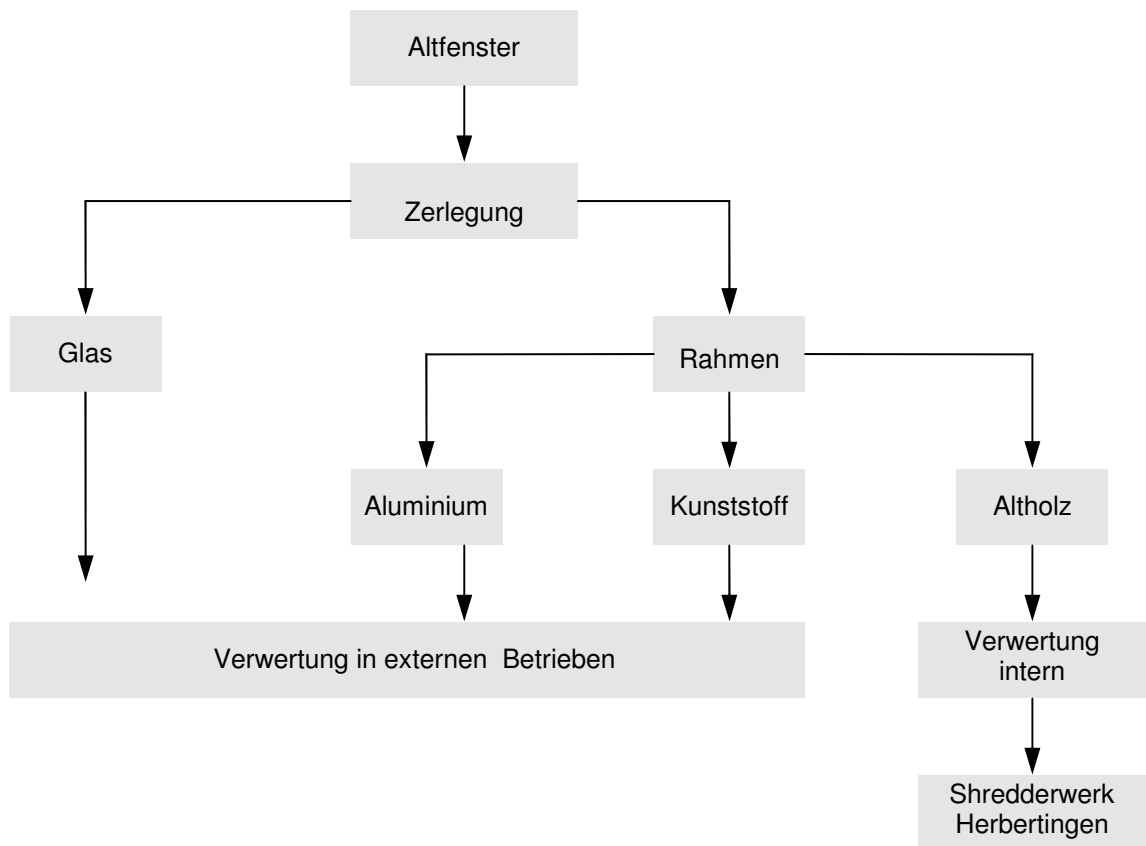 Altfenster
Zerlegung
Glas
Rahmen
Aluminium
Kunststoff
Altholz
Verwertung in externen Betrieben
Verwertung
intern
Shredderwerk
Herbertingen